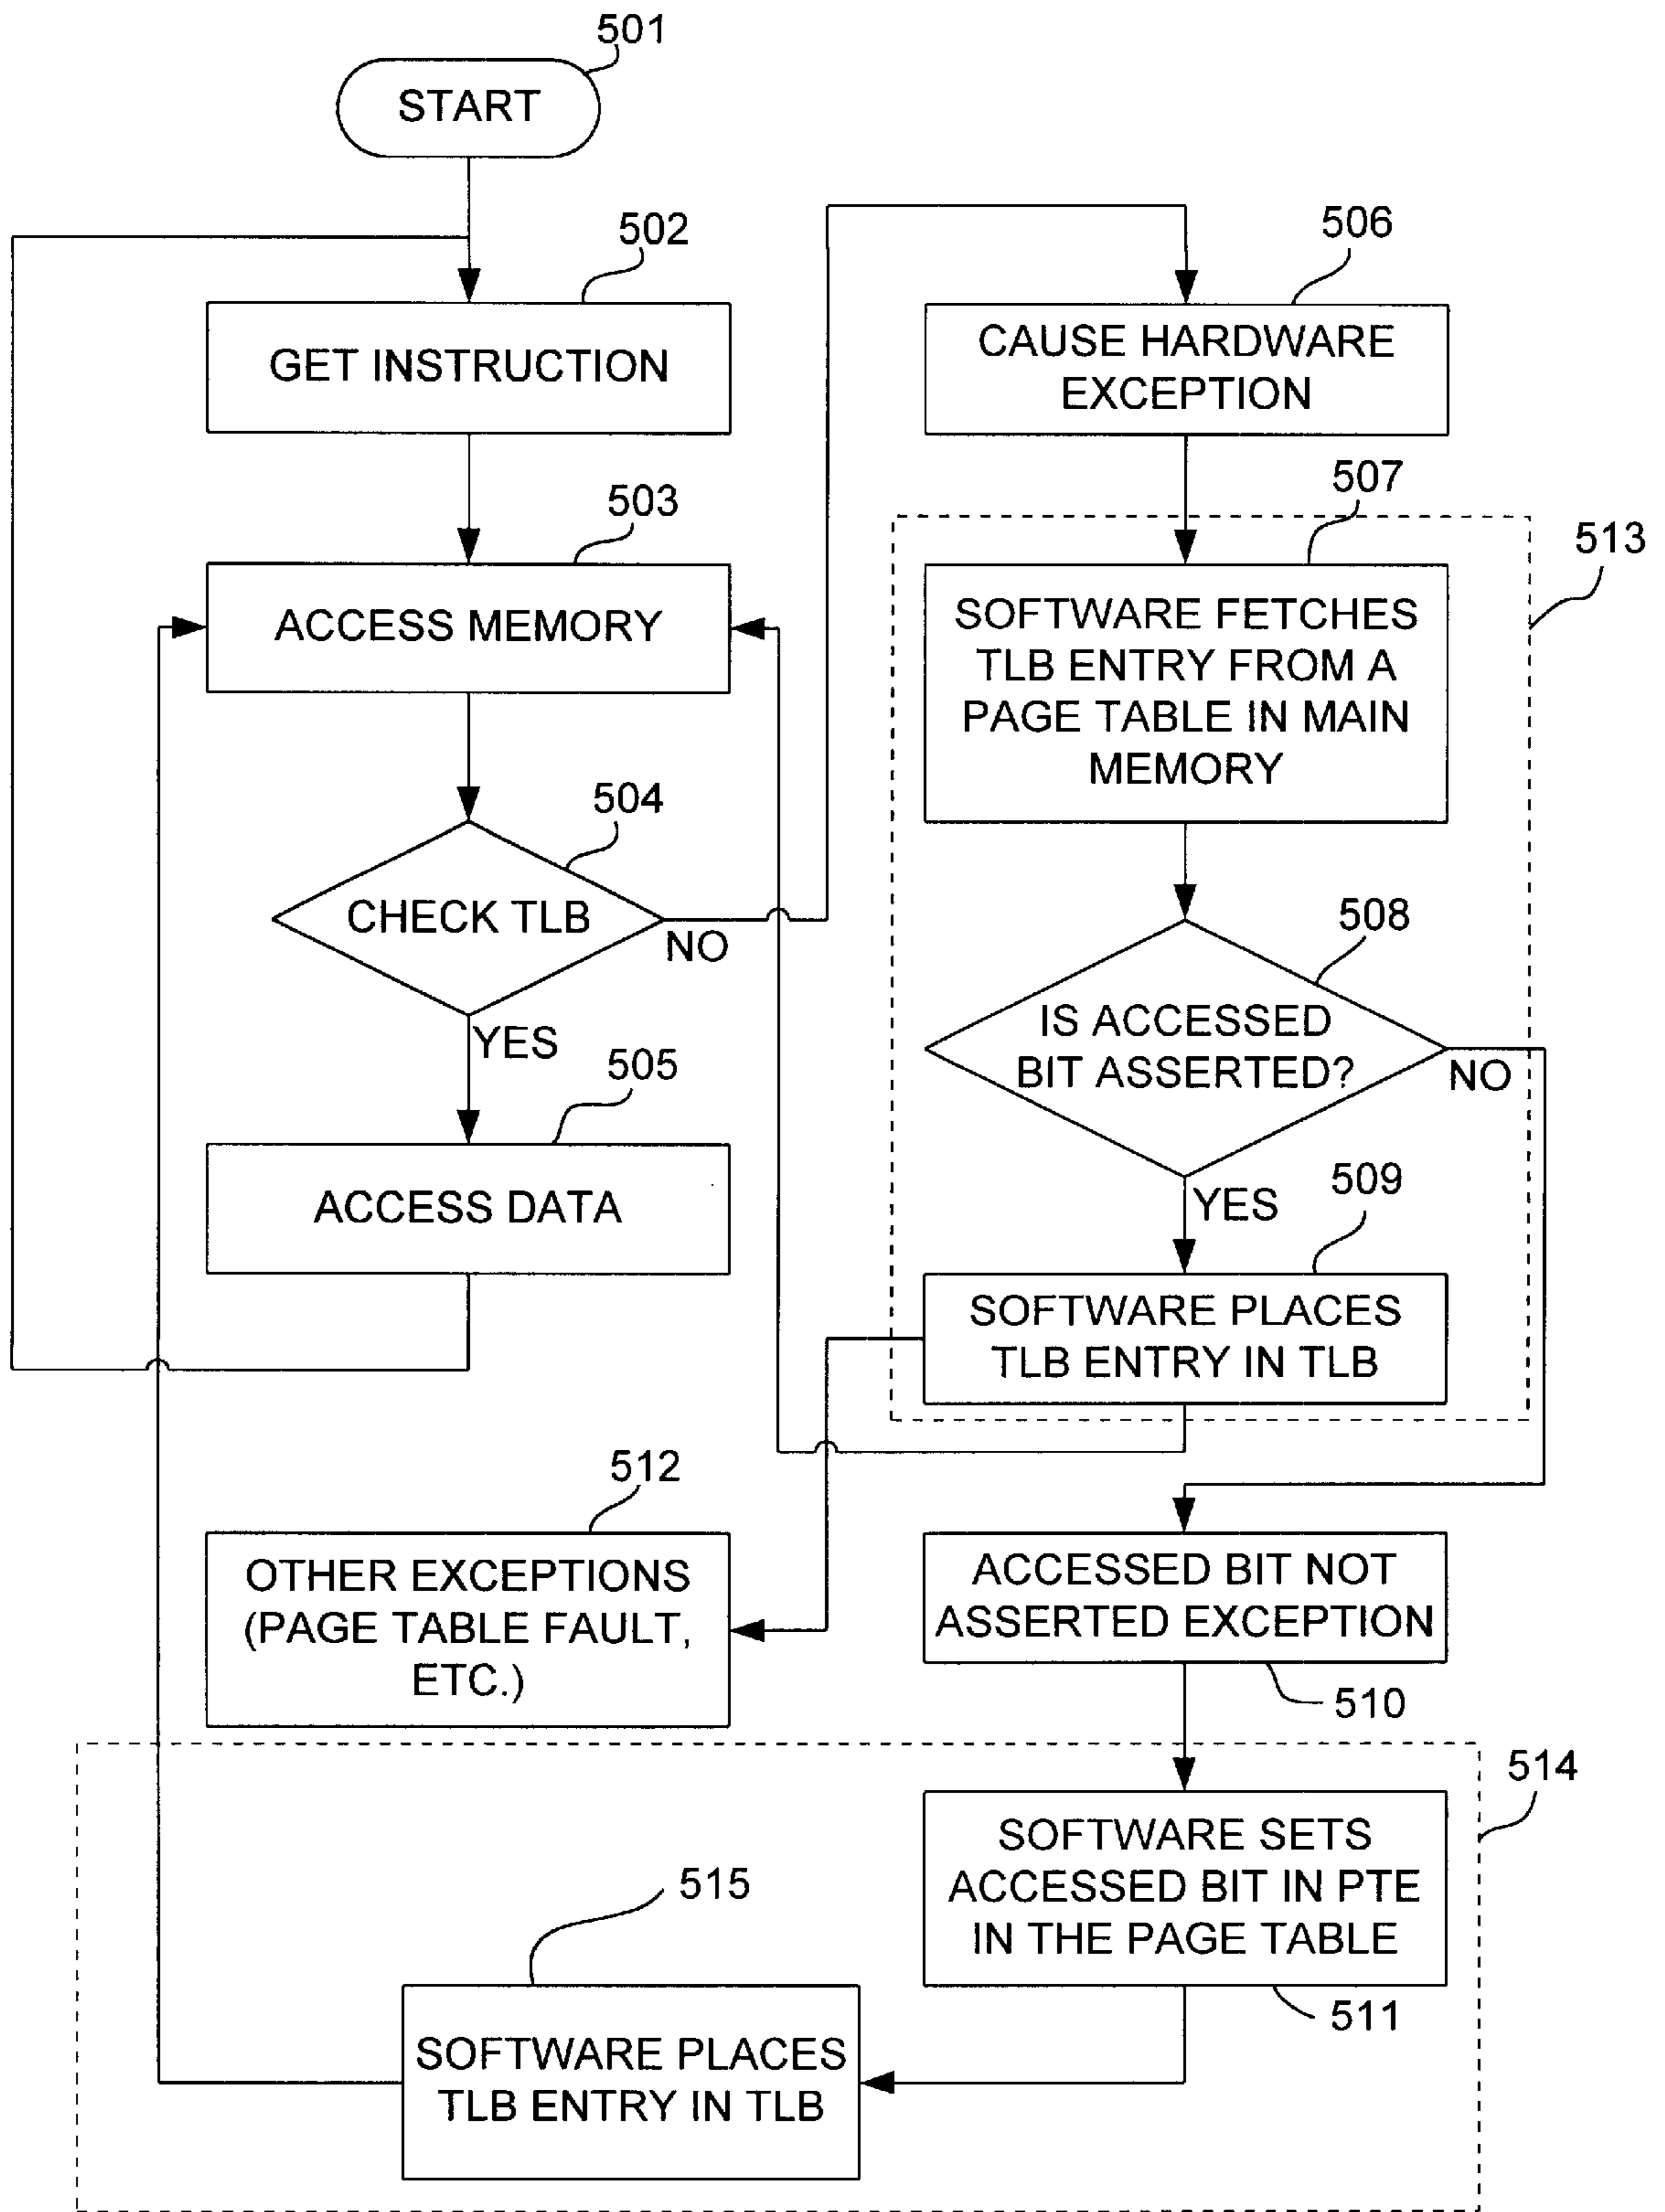 501
START
502
GET INSTRUCTION
503
ACCESS MEMORY
504
CHECK TLB
NO
YES
505
ACCESS DATA
506
CAUSE HARDWARE
EXCEPTION
507
513
SOFTWARE FETCHES
TLB ENTRY FROM A
PAGE TABLE IN MAIN
MEMORY
508
IS ACCESSED
BIT ASSERTED?
NO
YES
509
SOFTWARE PLACES
TLB ENTRY IN TLB
512
OTHER EXCEPTIONS
(PAGE TABLE FAULT,
ETC.)
ACCESSED BIT NOT
ASSERTED EXCEPTION
510
514
SOFTWARE SETS
ACCESSED BIT IN PTE
IN THE PAGE TABLE
511
515
SOFTWARE PLACES
TLB ENTRY IN TLB